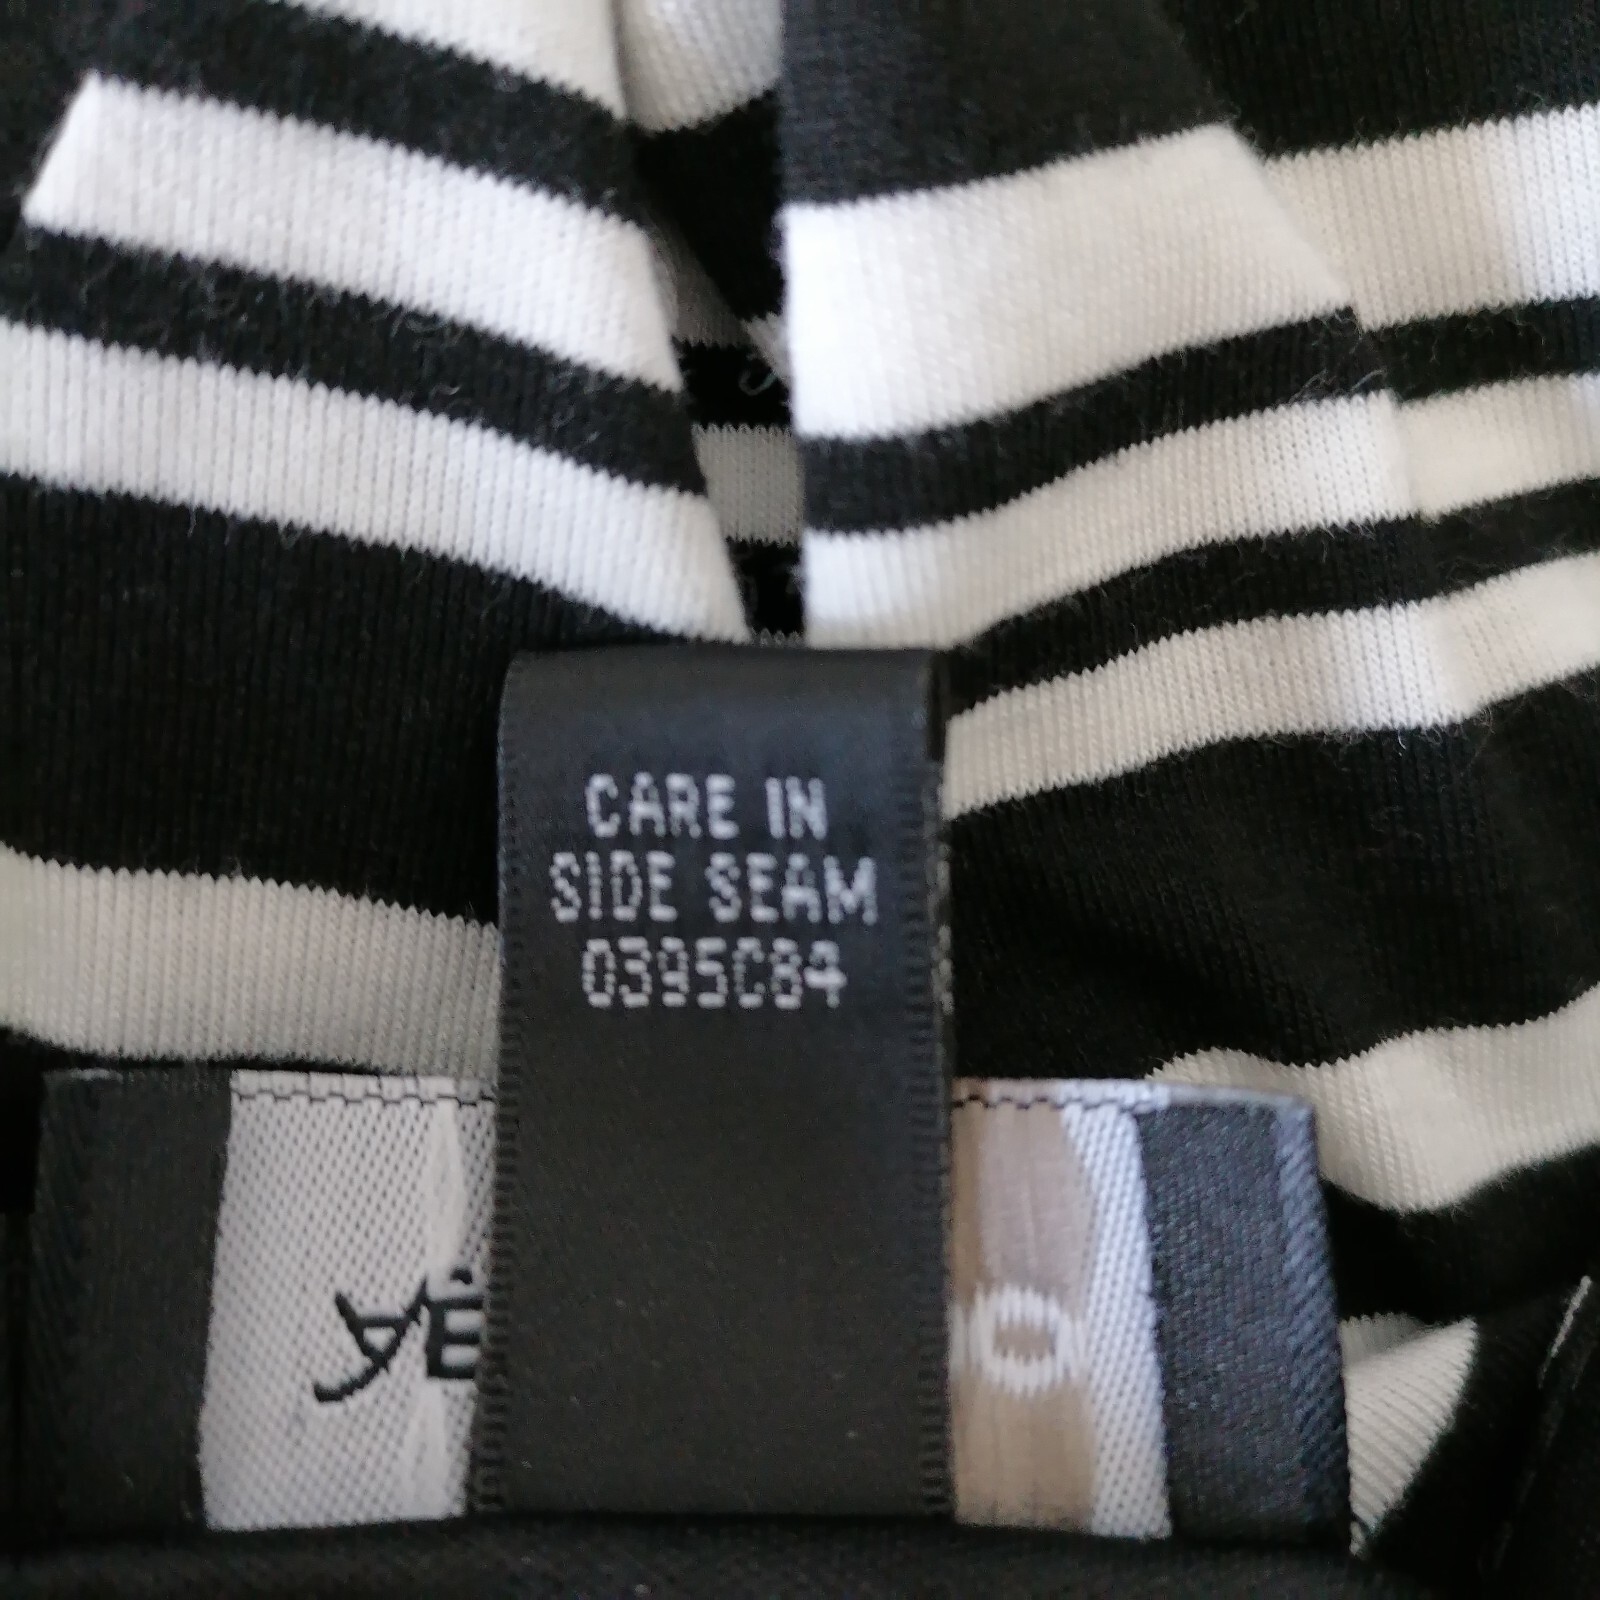 CARE IN
SIDE SEAM
0395C84